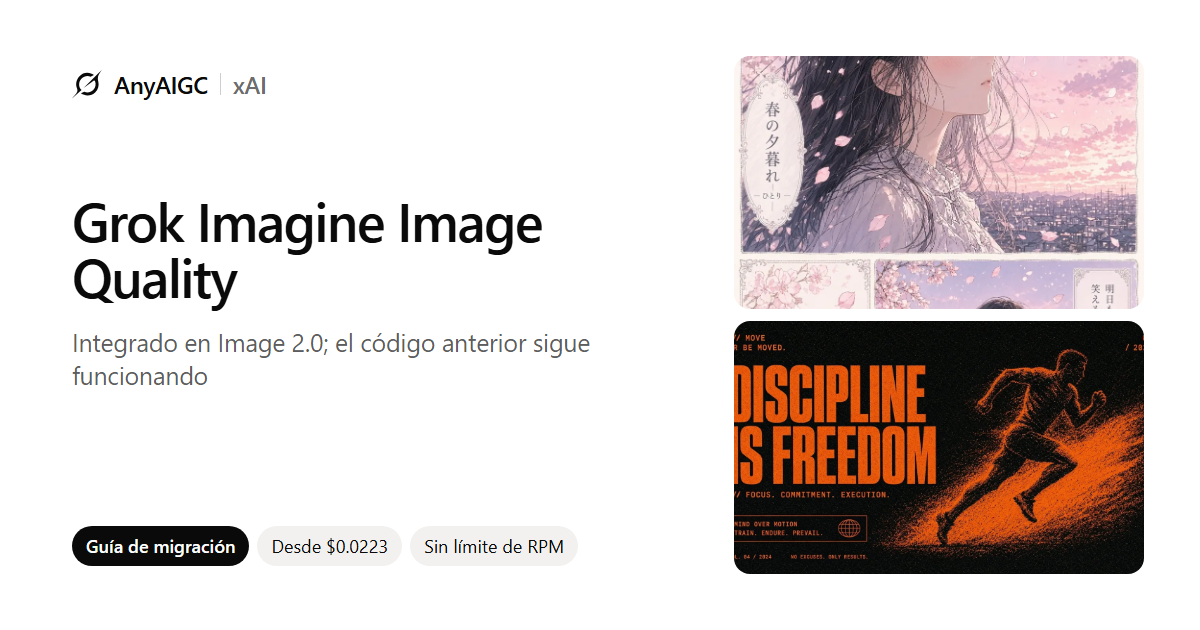 AnyAIGC | xAI
Grok Imagine Image
Quality
Integrado en Image 2.0; el código anterior sigue
funcionando
Guía de migración
Desde $0.0223
Sin límite de RPM
春の夕暮れ
ひとり
明日
笑え
// MOVE
R BE MOVED.
/ 20
DISCIPLINE
IS FREEDOM
// FOCUS. COMMITMENT. EXECUTION.
MIND OVER MOTION
TRAIN. ENDURE. PREVAIL.
L. 04 / 2024
NO EXCUSES. ONLY RESULTS.